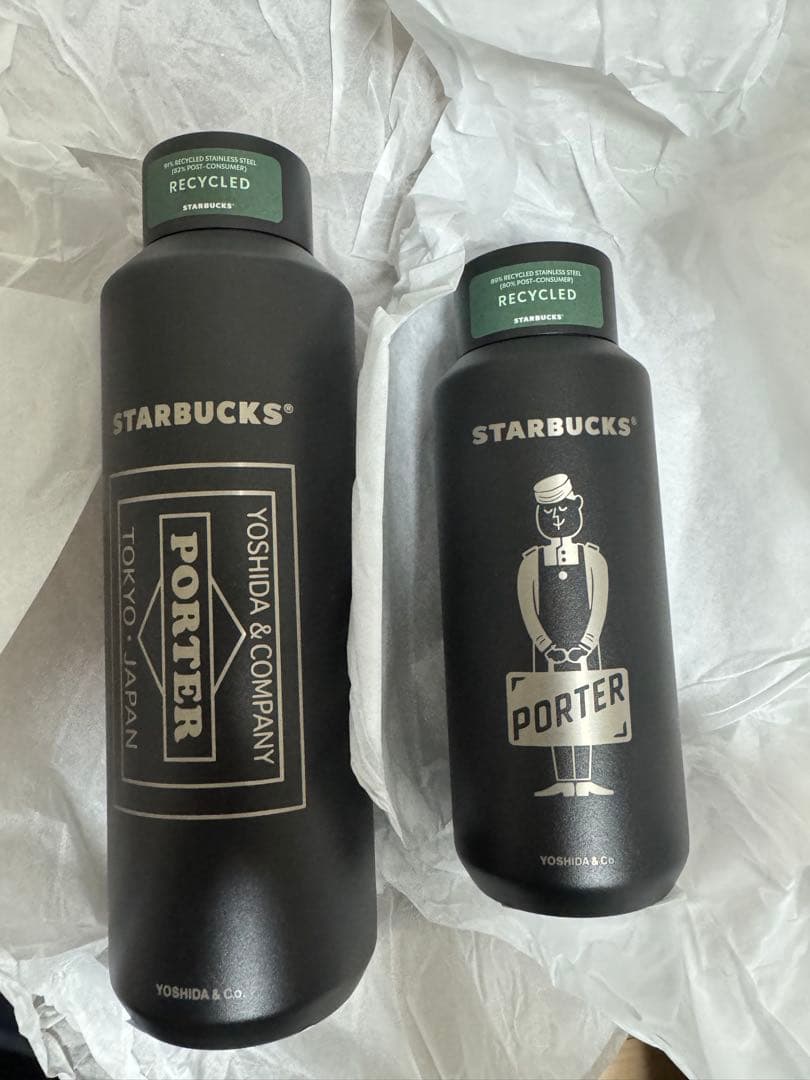 91% RECYCLED STAINLESS STEEL
(82% POST-CONSUMER)
RECYCLED
STARBUCKS®
STARBUCKS®
YOSHIDA & COMPANY
PORTER
TOKYO · JAPAN
YOSHIDA & Co.
89% RECYCLED STAINLESS STEEL
(80% POST-CONSUMER)
RECYCLED
STARBUCKS®
STARBUCKS®
PORTER
YOSHIDA & Co.